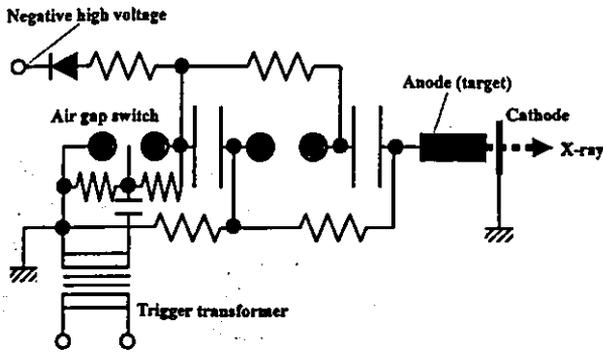 Negative high voltage
Anode (target)
Cathode
Air gap switch
X-ray
Trigger transformer